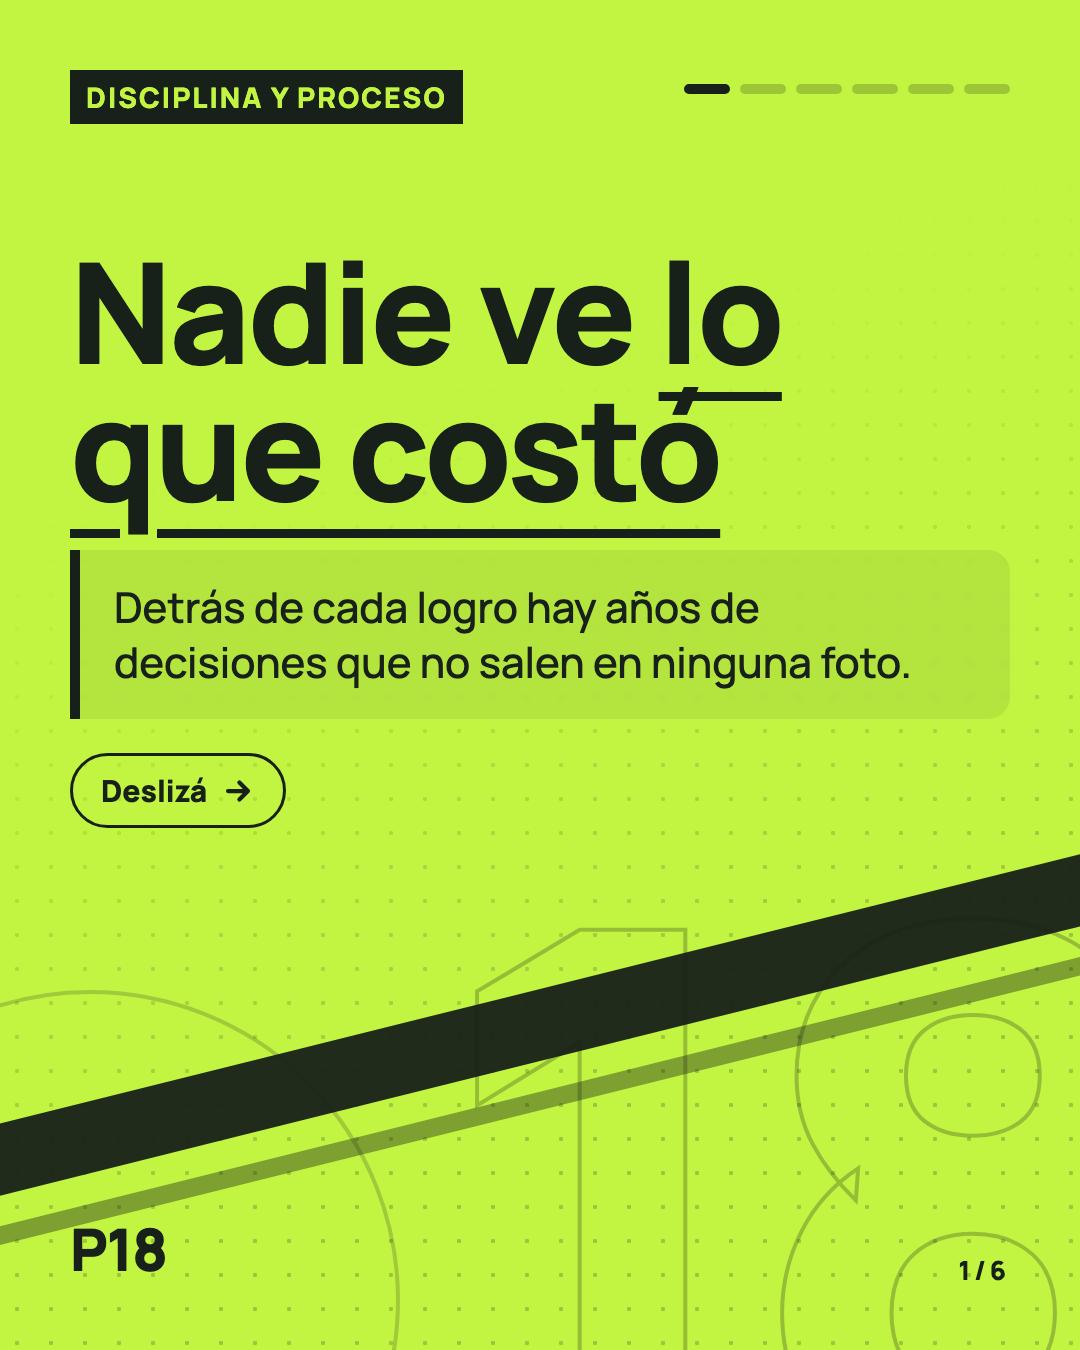 DISCIPLINA Y PROCESO
Nadie ve lo
que costó
Detrás de cada logro hay años de
decisiones que no salen en ninguna foto.
Deslizá →
18
P18
1 / 6